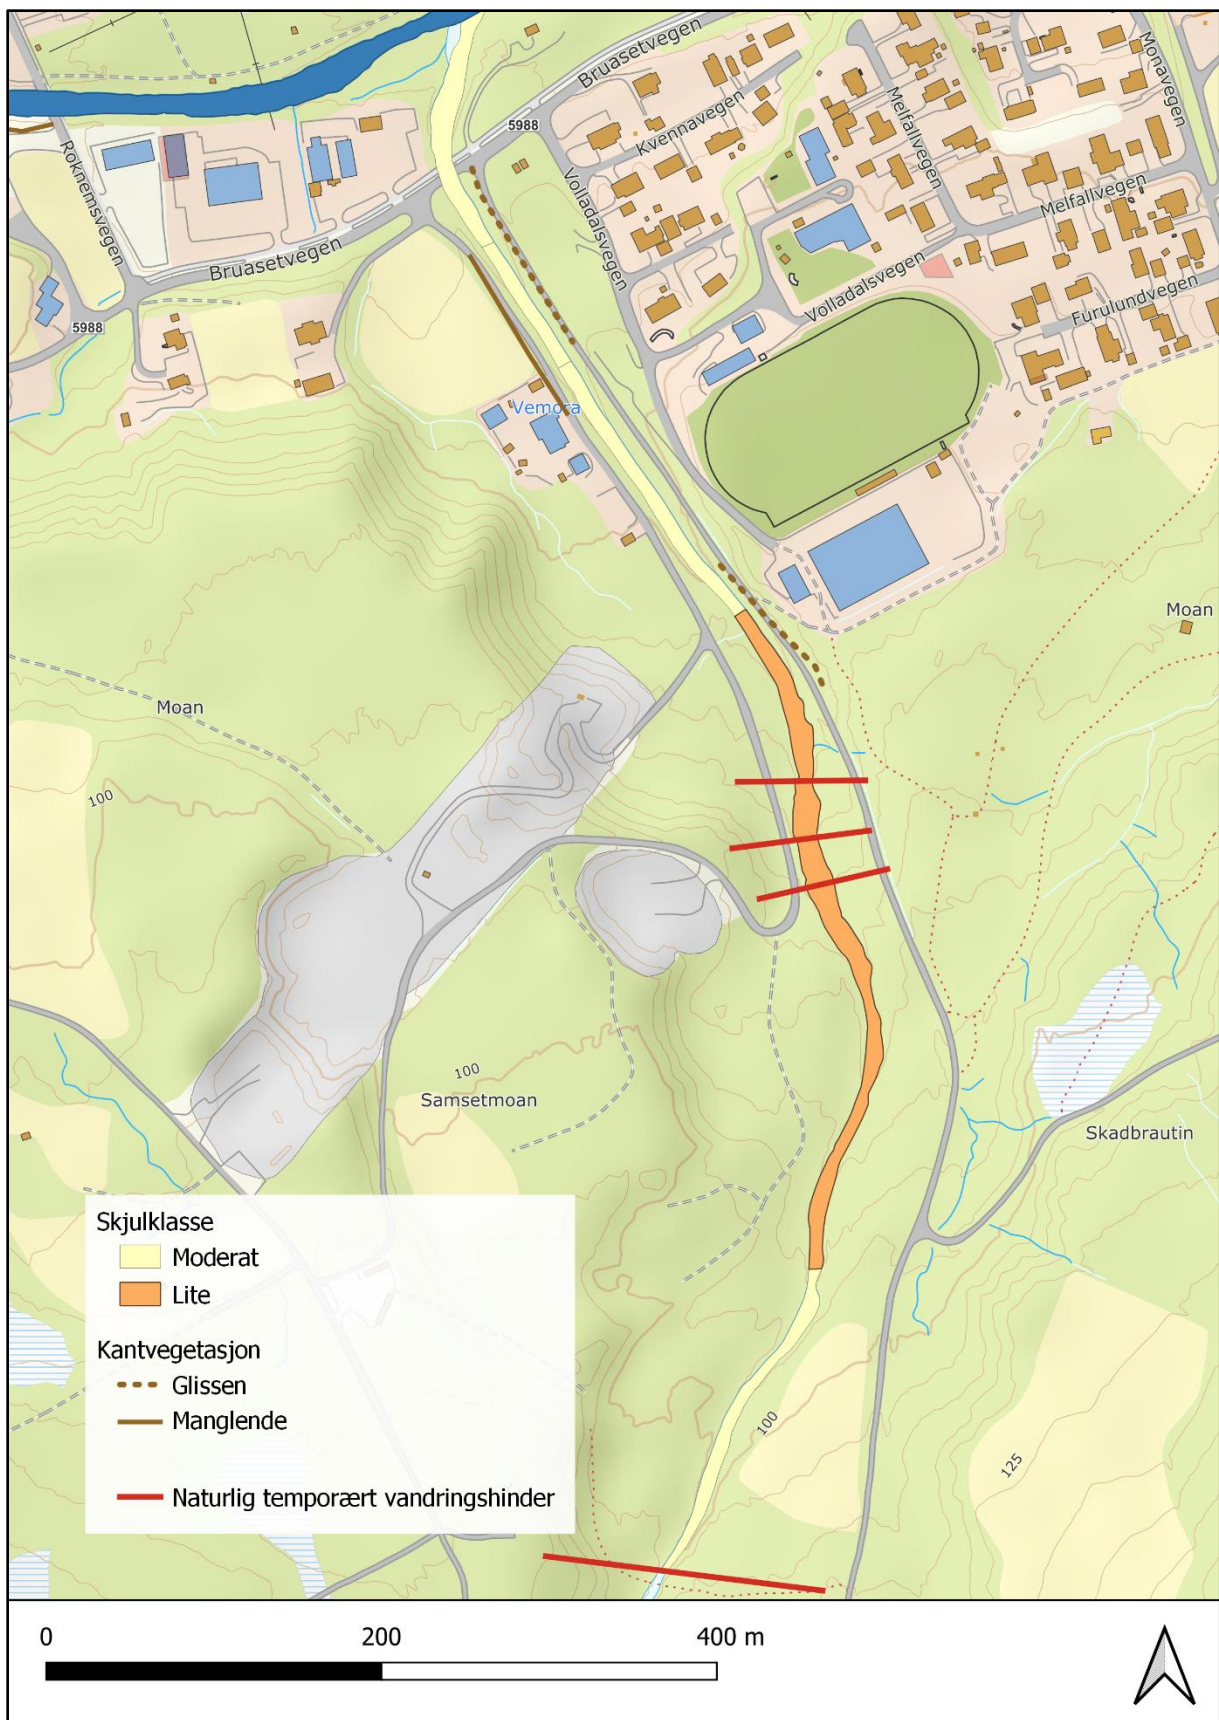 Bruasetvegen
Monavegen
Kvennavegen
Melfallvegen
5988
Roknemsvegen
Volladalsvegen
Melfallvegen
Bruasetvegen
Volladalsvegen
Furulundvegen
5988
Vemora
Moan
Moan
100
100
Samsetmoan
Skadbrautin
Skjulklasse
Moderat
Lite
Kantvegetasjon
Glissen
Manglende
100
125
Naturlig temporært vandringshinder
0 200 400 m